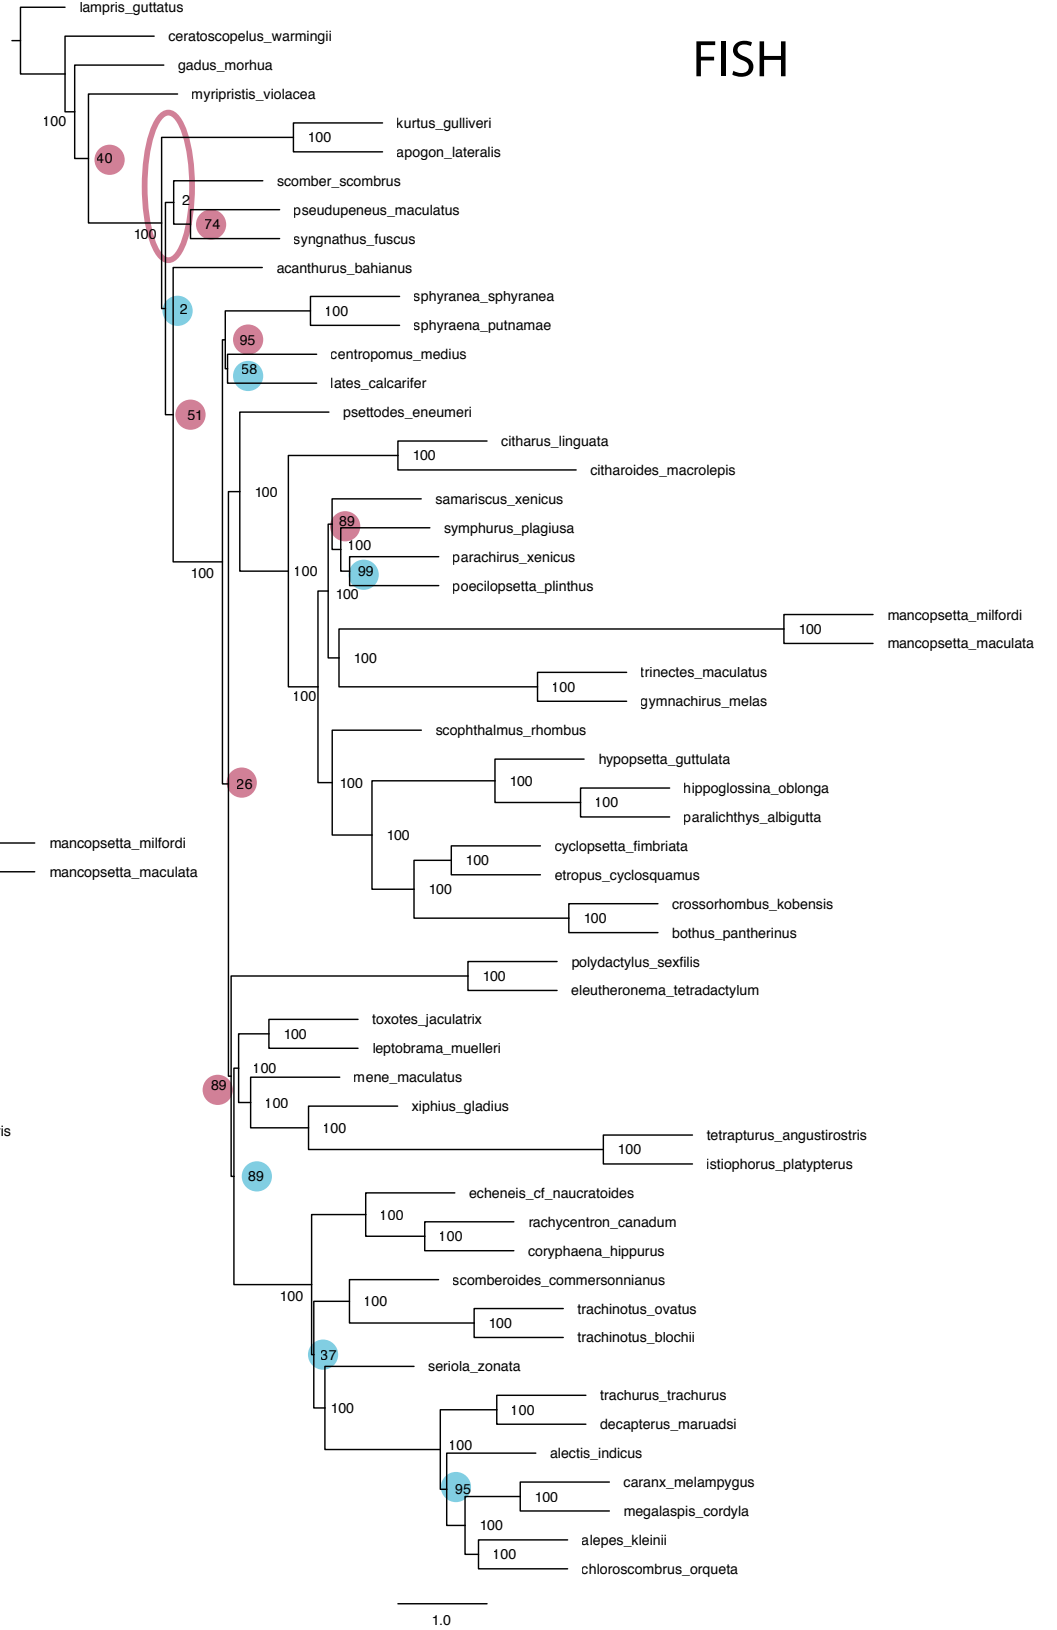 lampris_guttatus
ceratoscopelus_warmingii
FISH
gadus_morhua
myripristis_violacea
100
kurtus_gulliveri
100
apogon_lateralis
40
scomber_scombrus
2
pseudupeneus_maculatus
74
100
syngnathus_fuscus
acanthurus_bahianus
sphyranea_sphyranea
2
100
sphyraena_putnamae
95
centropomus_medius
58
lates_calcarifer
51
psettodes_eneumeri
citharus_linguata
100
citharoides_macrolepis
100
samariscus_xenicus
89
symphurus_plagiusa
100
parachirus_xenicus
100
100
99
poecilopsetta_plinthus
100
mancopsetta_milfordi
100
mancopsetta_maculata
100
trinectes_maculatus
100
100
gymnachirus_melas
scophthalmus_rhombus
hypopsetta_guttulata
26
100
100
hippoglossina_oblonga
100
paralichthys_albigutta
100
mancopsetta_milfordi
cyclopsetta_fimbriata
100
mancopsetta_maculata
etropus_cyclosquamus
100
crossorhombus_kobensis
100
bothus_pantherinus
polydactylus_sexfilis
100
eleutheronema_tetradactylum
toxotes_jaculatrix
100
leptobrama_muelleri
100
mene_maculatus
89
100
xiphius_gladius
100
is
tetrapturus_angustirostris
100
istiophorus_platypterus
89
echeneis_cf_naucratoides
100
rachycentron_canadum
100
coryphaena_hippurus
scomberoides_commersonnianus
100
100
trachinotus_ovatus
100
trachinotus_blochii
37
seriola_zonata
trachurus_trachurus
100
100
decapterus_maruadsi
100
alectis_indicus
caranx_melampygus
95
100
megalaspis_cordyla
100
alepes_kleinii
100
chloroscombrus_orqueta
1.0